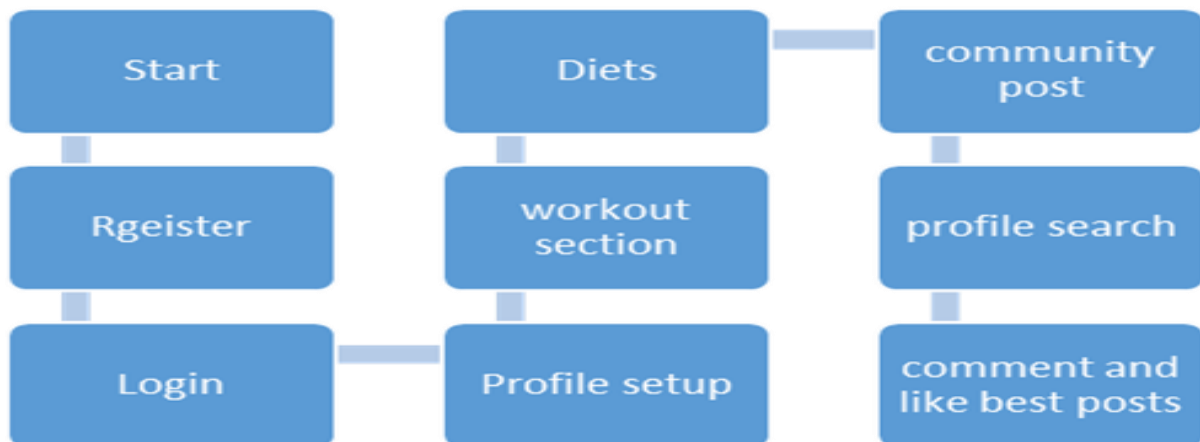 Start
Rgeister
Login
Profile setup
workout
section
Diets
community
post
profile search
comment and
like best posts